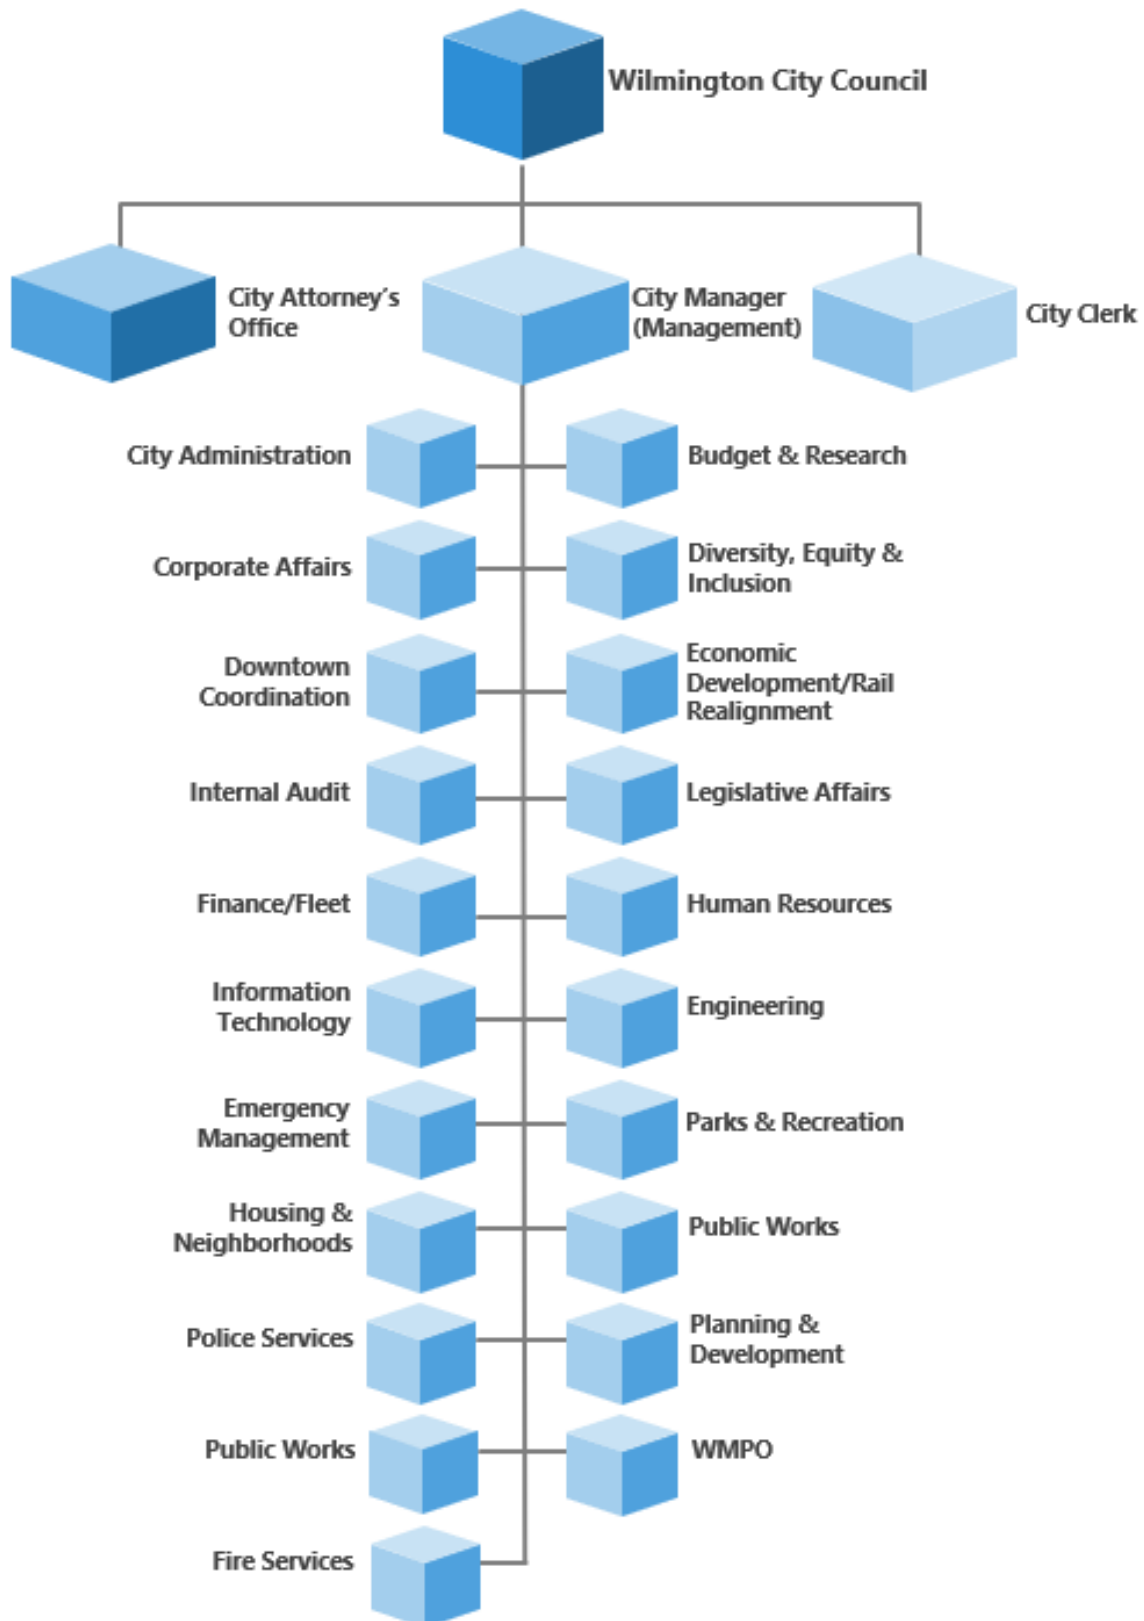 Wilmington City Council
City Attorney's
Office
City Manager
(Management)
City Clerk
City Administration
Budget & Research
Corporate Affairs
Diversity, Equity &
Inclusion
Downtown
Coordination
Economic
Development/Rail
Realignment
Internal Audit
Legislative Affairs
Finance/Fleet
Human Resources
Information
Technology
Engineering
Emergency
Management
Parks & Recreation
Housing &
Neighborhoods
Public Works
Police Services
Planning &
Development
Public Works
WMPO
Fire Services